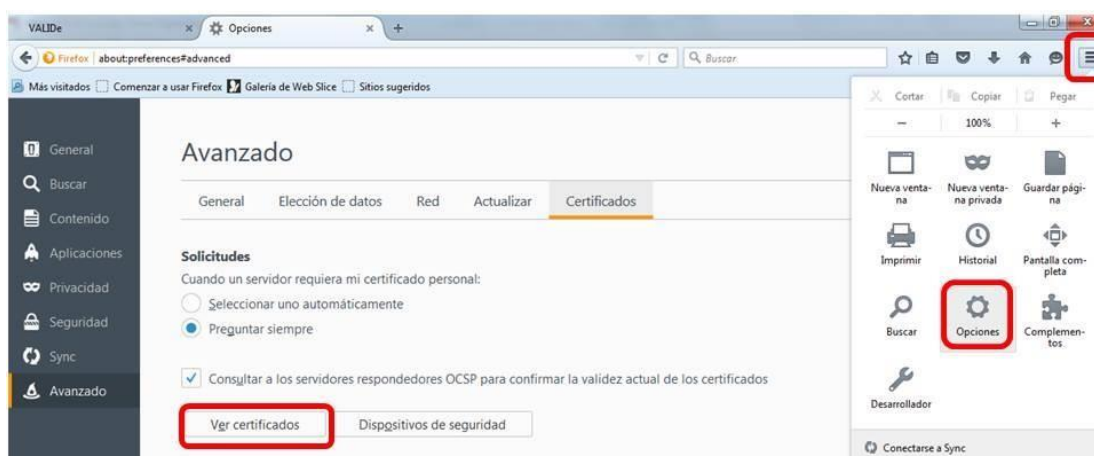 VALIDe
Opciones
Firefox about:preferences#advanced
Buscar
Más visitados Comenzar a usar Firefox Galería de Web Slice Sitios sugeridos
General
Buscar
Contenido
Aplicaciones
Privacidad
Seguridad
Sync
Avanzado
Avanzado
General Elección de datos Red Actualizar Certificados
Solicitudes
Cuando un servidor requiera mi certificado personal:
Seleccionar uno automáticamente
Preguntar siempre
Consultar a los servidores respondedores OCSP para confirmar la validez actual de los certificados
Ver certificados Dispositivos de seguridad
Cortar Copiar Pegar
− 100% +
Nueva venta-
na
Nueva venta-
na privada
Guardar pági-
na
Imprimir
Historial
Pantalla com-
pleta
Buscar
Opciones
Complemen-
tos
Desarrollador
Conectarse a Sync